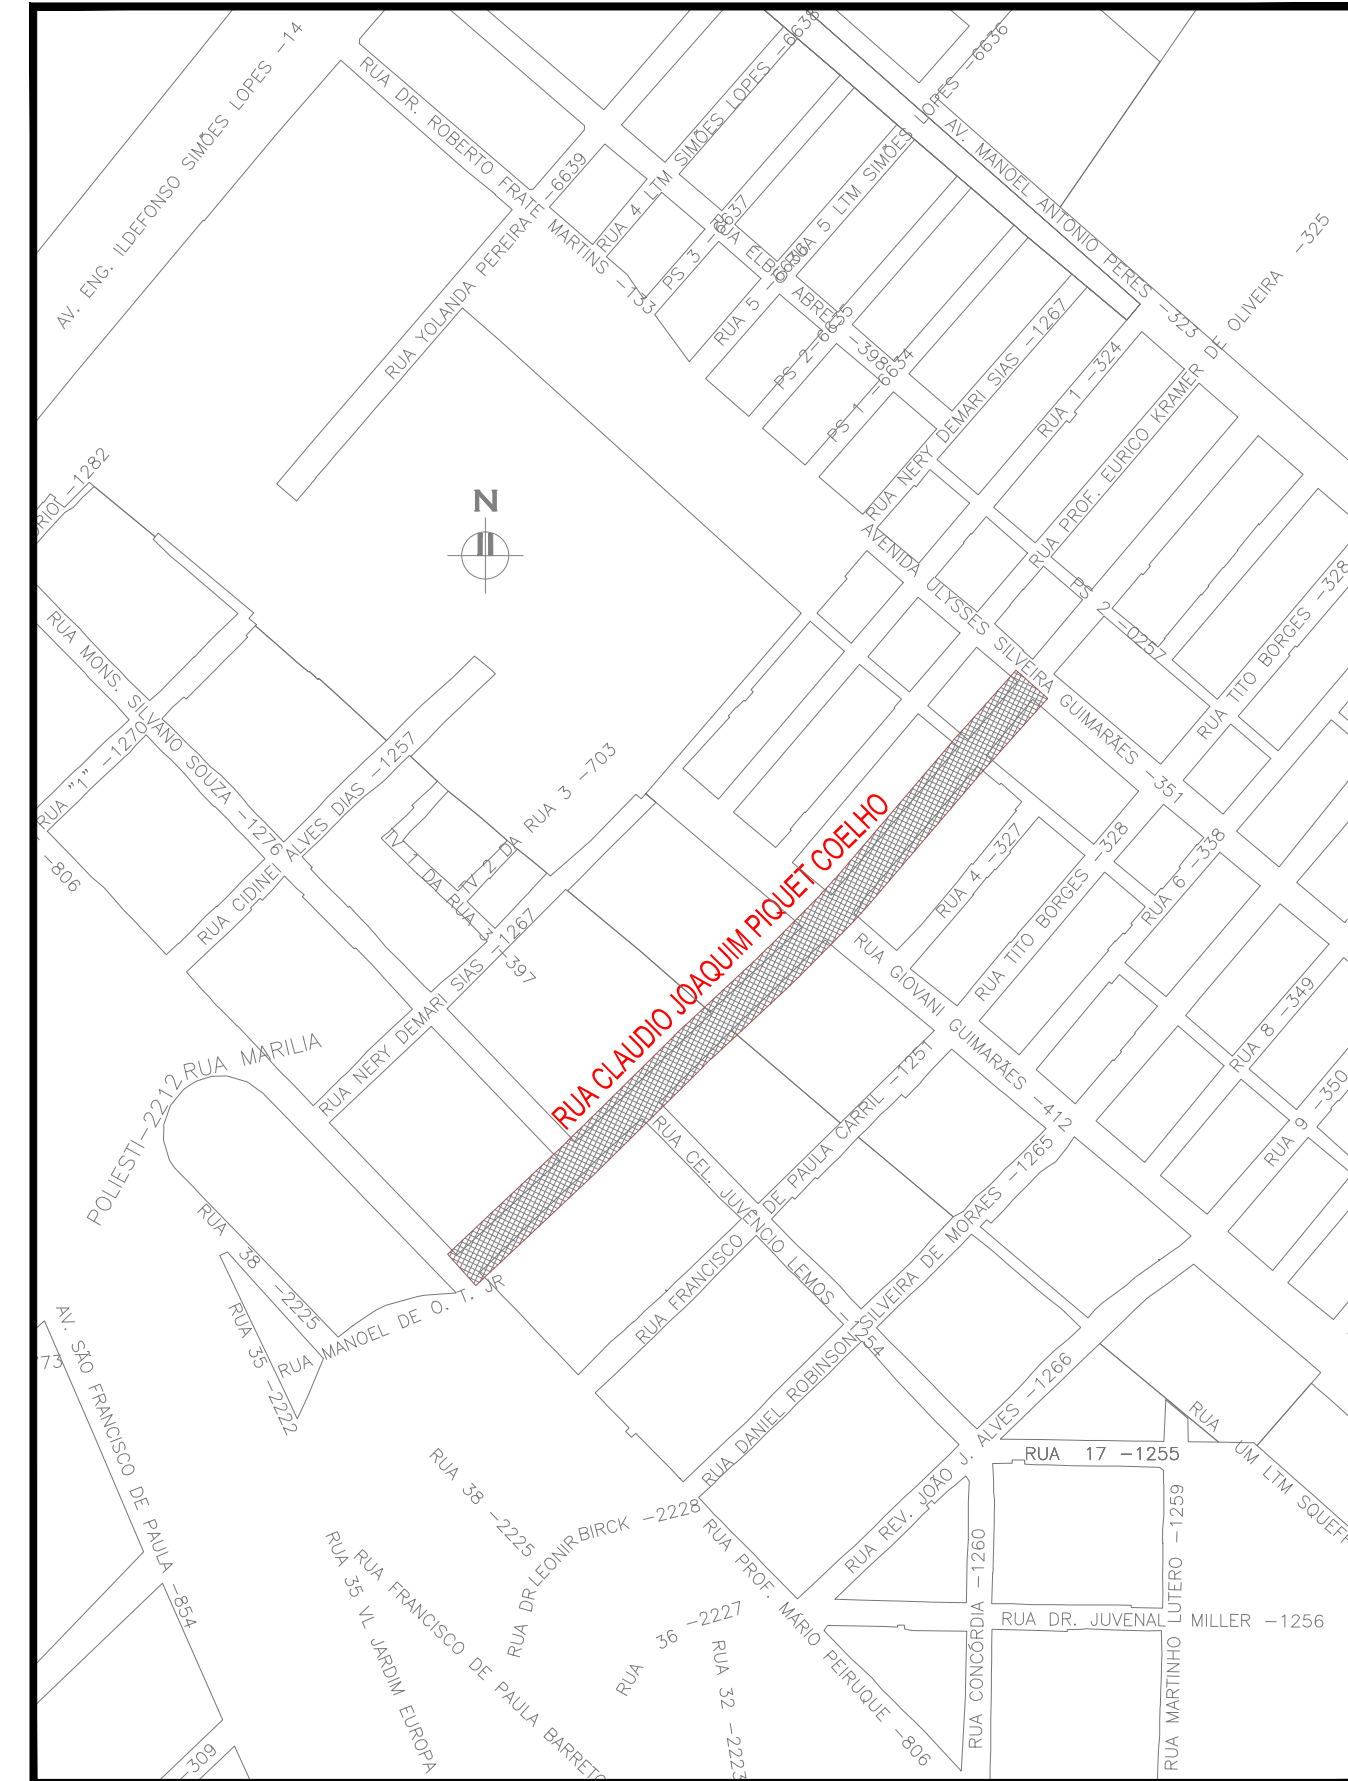 AV. ENG. ILDEFONSO SIMÕES LOPES -14
RUA DR. ROBERTO FRATE MARTINS -133
RUA YOLANDA PEREIRA -6639
RUA 4 LTM SIMÕES LOPES -6638
PS 3 -6637
RUA 5 -6636
RUA 5 LTM SIMÕES LOPES -6636
AV. MANOEL ANTONIO PERES -323
PS 2-6635
PS 1 -6634
RUA NERY DEMARI SIAS -1267
RUA 1 -324
RUA PROF. EURICO KRAMER DE OLIVEIRA -325
-1282
N
AVENIDA ULYSSES SILVEIRA GUIMARÃES -351
PS 2 -0257
RUA TITO BORGES -328
RUA MONS. SILVANO SOUZA -1276
RUA "1" -1270
-806
RUA CIDINEI ALVES DIAS -1257
TV 1 DA RUA 3 -397
TV 2 DA RUA 3 -703
RUA NERY DEMARI SIAS -1267
RUA CLAUDIO JOAQUIM PIQUET COELHO
RUA 4 -327
RUA TITO BORGES -328
RUA 6 -338
RUA 8 -349
RUA 9 -350
RUA GIOVANI GUIMARÃES -412
RUA MARILIA
POLIESTI-2212
RUA CEL. JUVÊNCIO LEMOS -1254
RUA FRANCISCO DE PAULA CARRIL -1251
RUA DANIEL ROBINSON SILVEIRA DE MORAES -1265
RUA 38 -2225
RUA 35 -2222
RUA MANOEL DE O. T. JR
AV. SÃO FRANCISCO DE PAULA -854
73
RUA REV. JOÃO J. ALVES -1266
RUA UM LTM SQUEFF
RUA 17 -1255
RUA 38 -2225
RUA DR LEONIR BIRCK -2228
RUA PROF. MÁRIO PEIRUQUE -806
RUA CONCÓRDIA -1260
RUA MARTINHO LUTERO -1259
RUA DR. JUVENAL MILLER -1256
RUA 35 VL JARDIM EUROPA
RUA FRANCISCO DE PAULA BARRETO
RUA 36 -2227
RUA 32 -2223
-309